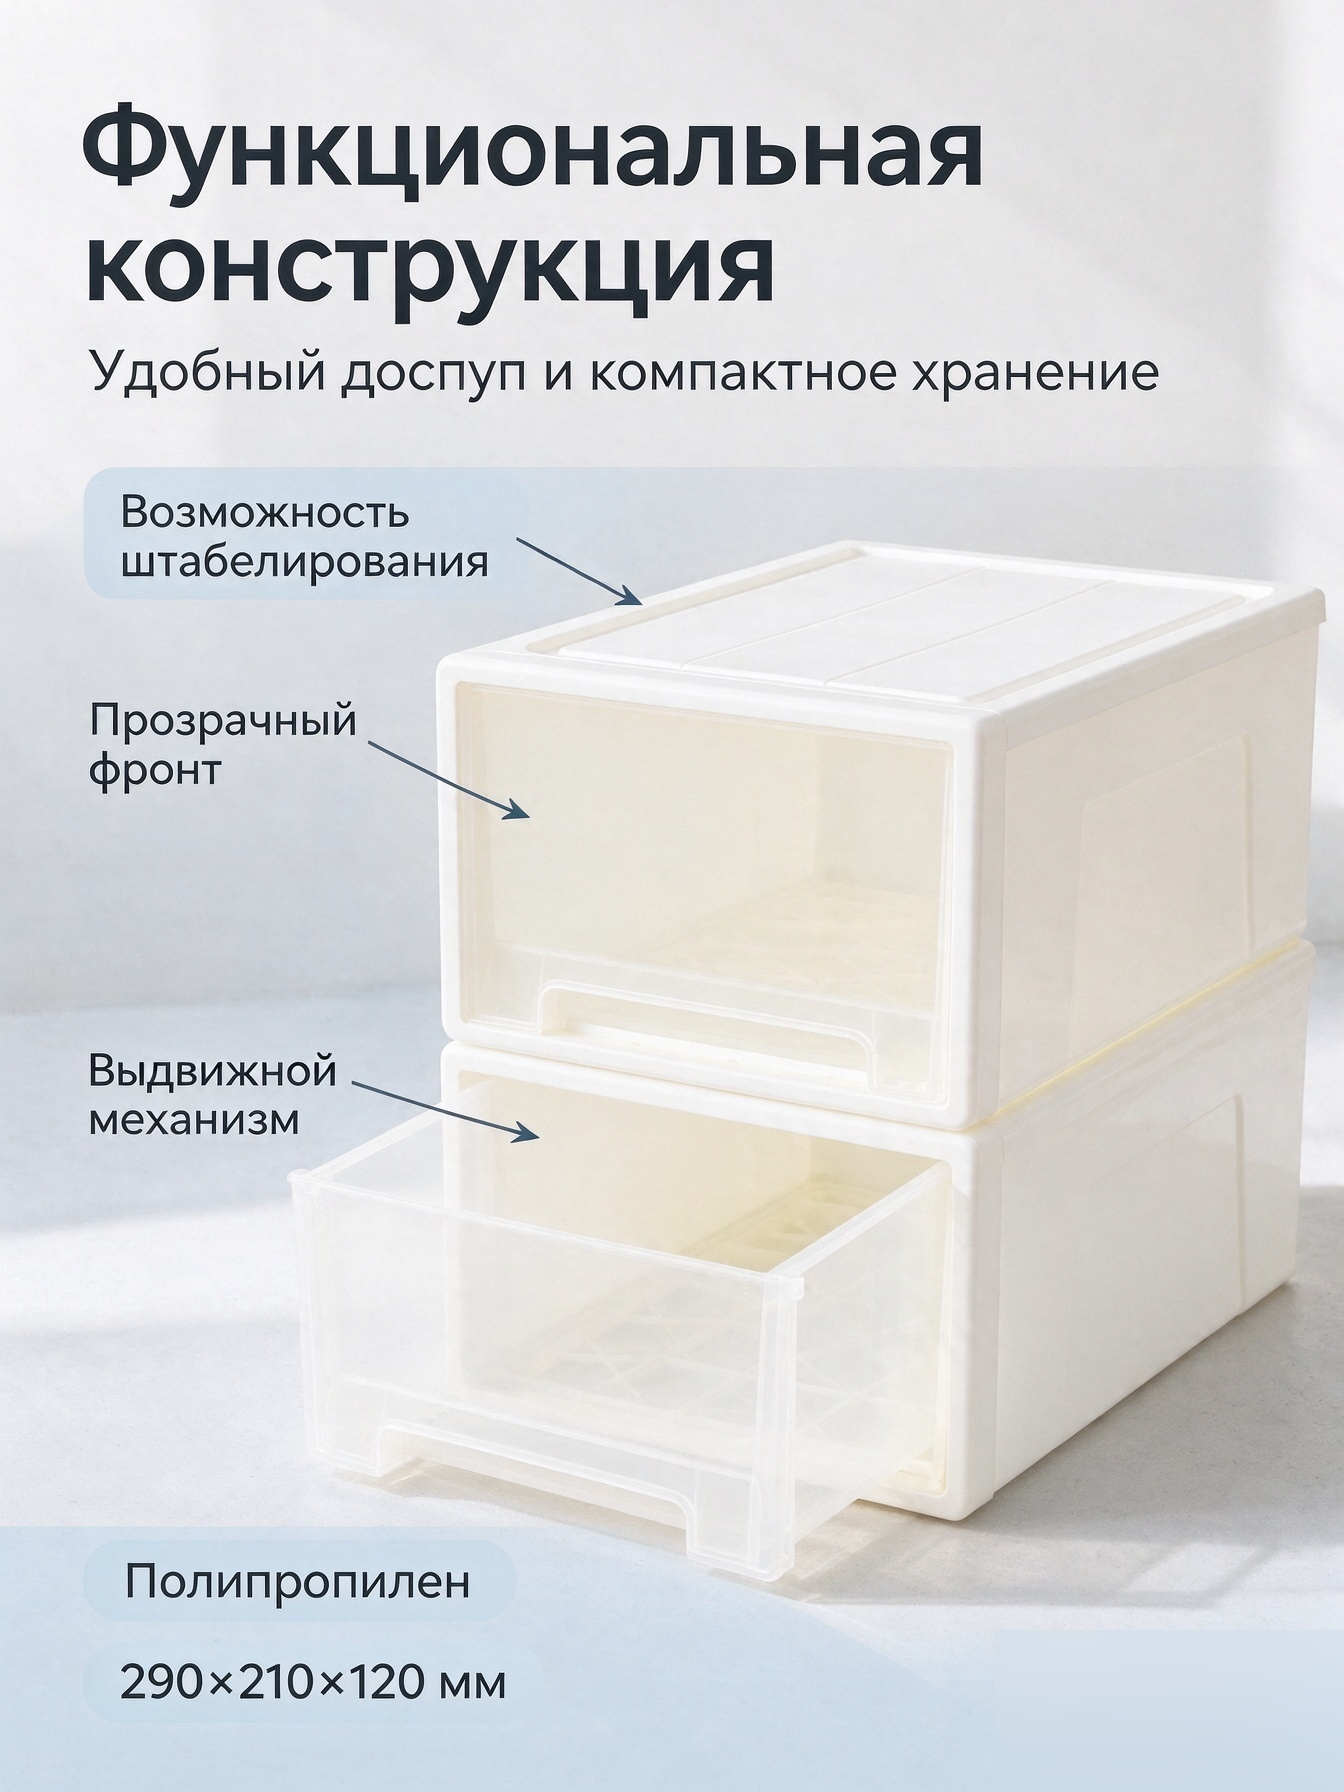 Функциональная
конструкция
Удобный доспуп и компактное хранение
Возможность
штабелирования
Прозрачный
фронт
Выдвижной
механизм
Полипропилен
290×210×120 мм